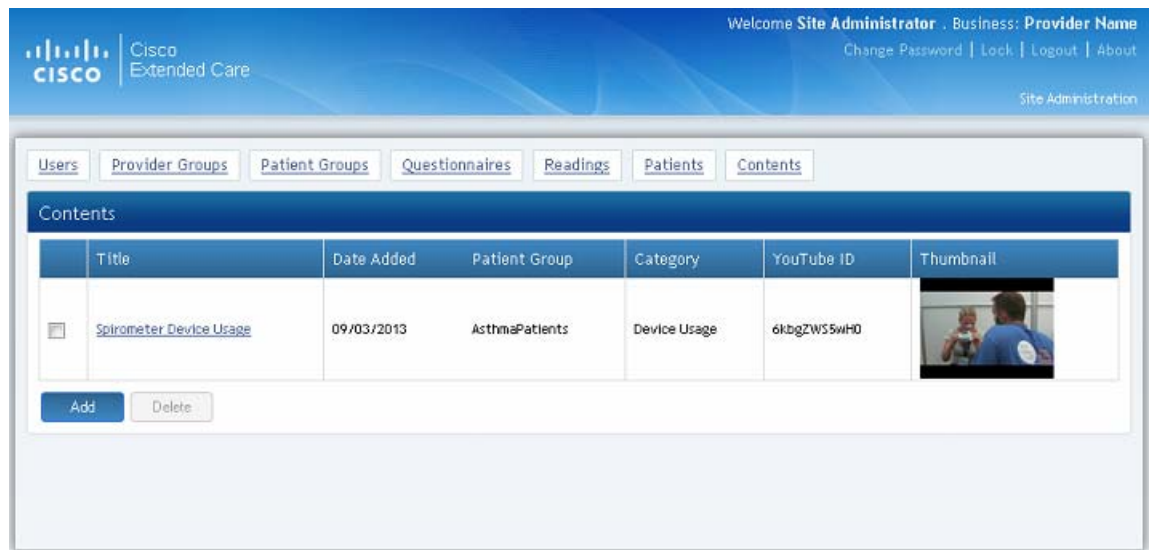 Welcome Site Administrator . Business: Provider Name
Change Password | Lock | Logout | About
CISCO
Cisco
Extended Care
Site Administration
Users Provider Groups Patient Groups Questionnaires Readings Patients Contents
Contents
Title Date Added Patient Group Category YouTube ID Thumbnail
Spirometer Device Usage 09/03/2013 AsthmaPatients Device Usage 6kbgZWS5wH0
Add Delete